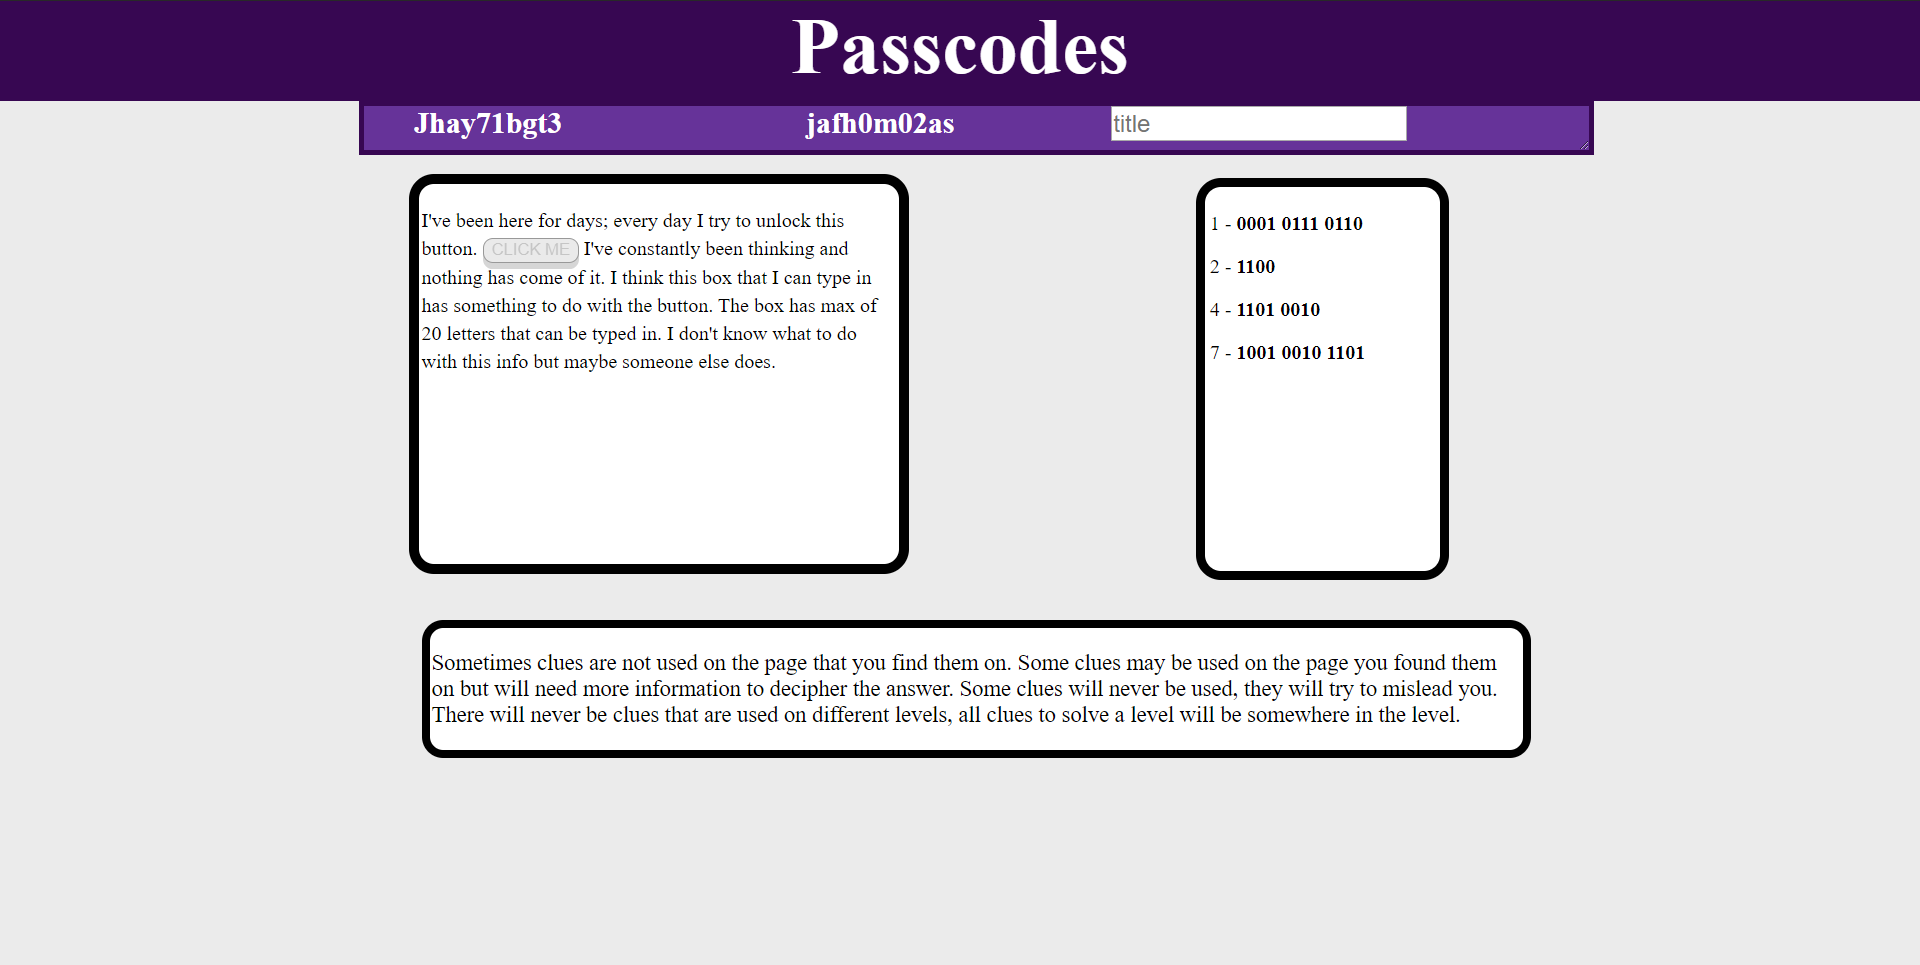 Passcodes
Jhay71bgt3
jafh0m02as
title
I've been here for days; every day I try to unlock this
button. CLICK ME I've constantly been thinking and
nothing has come of it. I think this box that I can type in
has something to do with the button. The box has max of
20 letters that can be typed in. I don't know what to do
with this info but maybe someone else does.
1 - 0001 0111 0110
2 - 1100
4 - 1101 0010
7 - 1001 0010 1101
Sometimes clues are not used on the page that you find them on. Some clues may be used on the page you found them
on but will need more information to decipher the answer. Some clues will never be used, they will try to mislead you.
There will never be clues that are used on different levels, all clues to solve a level will be somewhere in the level.